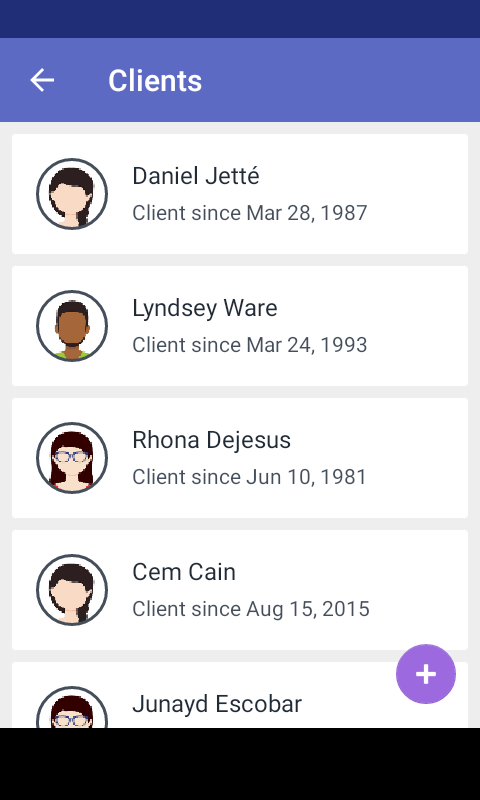 Clients
Daniel Jetté
Client since Mar 28, 1987
Lyndsey Ware
Client since Mar 24, 1993
Rhona Dejesus
Client since Jun 10, 1981
Cem Cain
Client since Aug 15, 2015
Junayd Escobar